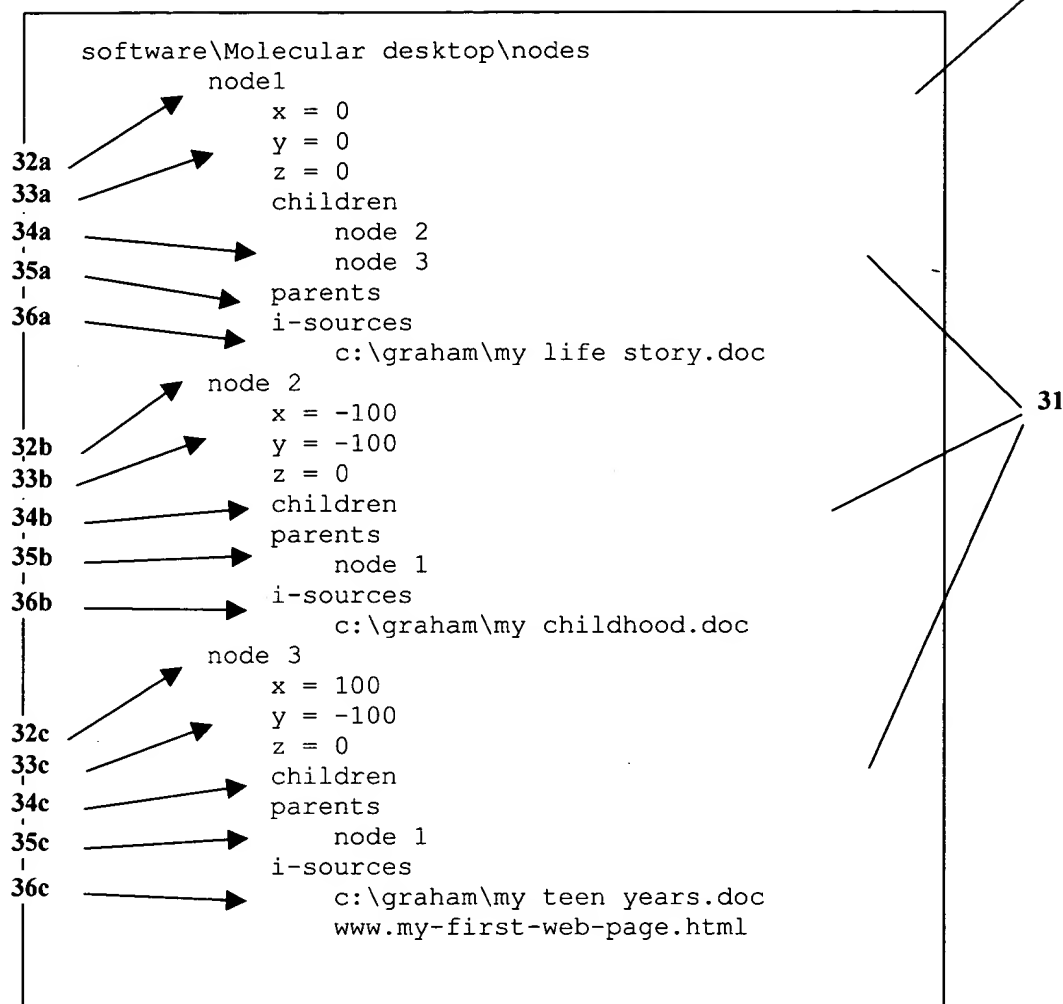 software\Molecular desktop\nodes
node1
x = 0
y = 0
32a
z = 0
33a
children
34a
node 2
35a
node 3
parents
36a
i-sources
c:\graham\my life story.doc
node 2
x = -100
31
32b
y = -100
33b
z = 0
34b
children
parents
35b
node 1
36b
i-sources
c:\graham\my childhood.doc
node 3
x = 100
y = -100
32c
z = 0
33c
children
34c
parents
35c
node 1
i-sources
36c
c:\graham\my teen years.doc
www.my-first-web-page.html